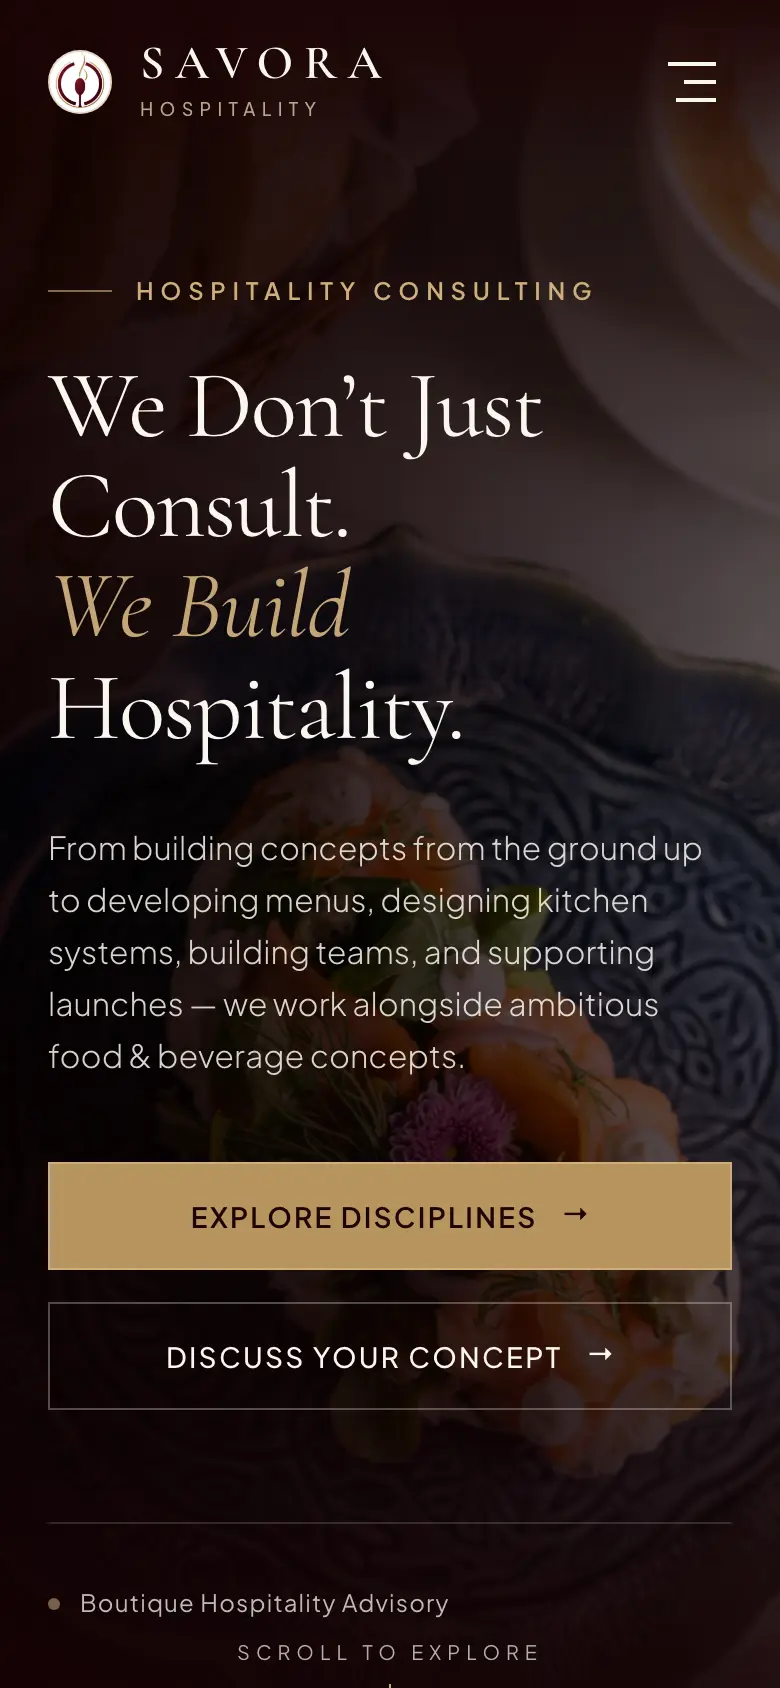 SAVORA
HOSPITALITY
HOSPITALITY CONSULTING
We Don’t Just
Consult.
We Build
Hospitality.
From building concepts from the ground up
to developing menus, designing kitchen
systems, building teams, and supporting
launches — we work alongside ambitious
food & beverage concepts.
EXPLORE DISCIPLINES →
DISCUSS YOUR CONCEPT →
Boutique Hospitality Advisory
SCROLL TO EXPLORE